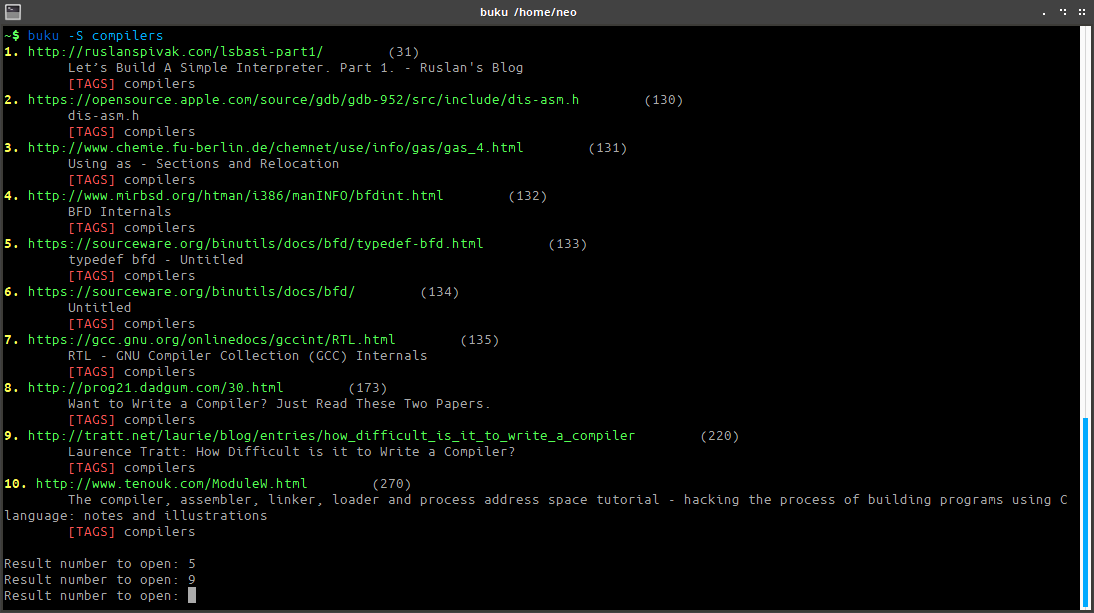 buku /home/neo
~$ buku -S compilers
1. http://ruslanspivak.com/lsbasi-part1/ (31)
Let’s Build A Simple Interpreter. Part 1. - Ruslan's Blog
[TAGS] compilers
2. https://opensource.apple.com/source/gdb/gdb-952/src/include/dis-asm.h (130)
dis-asm.h
[TAGS] compilers
3. http://www.chemie.fu-berlin.de/chemnet/use/info/gas/gas_4.html (131)
Using as - Sections and Relocation
[TAGS] compilers
4. http://www.mirbsd.org/htman/i386/manINFO/bfdint.html (132)
BFD Internals
[TAGS] compilers
5. https://sourceware.org/binutils/docs/bfd/typedef-bfd.html (133)
typedef bfd - Untitled
[TAGS] compilers
6. https://sourceware.org/binutils/docs/bfd/ (134)
Untitled
[TAGS] compilers
7. https://gcc.gnu.org/onlinedocs/gccint/RTL.html (135)
RTL - GNU Compiler Collection (GCC) Internals
[TAGS] compilers
8. http://prog21.dadgum.com/30.html (173)
Want to Write a Compiler? Just Read These Two Papers.
[TAGS] compilers
9. http://tratt.net/laurie/blog/entries/how_difficult_is_it_to_write_a_compiler (220)
Laurence Tratt: How Difficult is it to Write a Compiler?
[TAGS] compilers
10. http://www.tenouk.com/ModuleW.html (270)
The compiler, assembler, linker, loader and process address space tutorial - hacking the process of building programs using C
language: notes and illustrations
[TAGS] compilers
Result number to open: 5
Result number to open: 9
Result number to open: